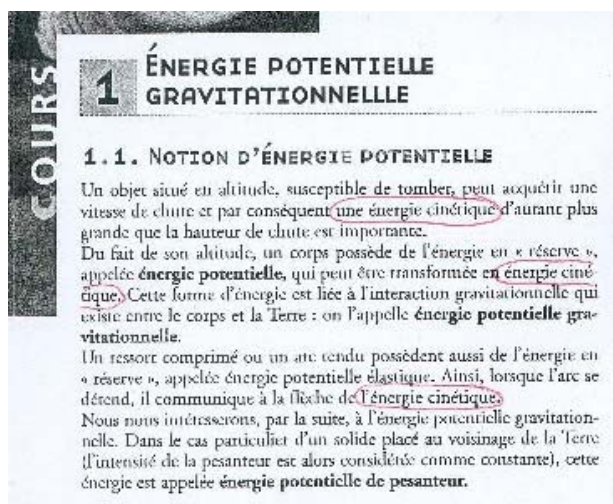 COURS
1
ÉNERGIE POTENTIELLE
GRAVITATIONNELLLE
1.1. NOTION D'ÉNERGIE POTENTIELLE
Un objet situé en altitude, susceptible de tomber, peut acquérir une
vitesse de chute et par conséquent une énergie cinétique d'autant plus
grande que la hauteur de chute est importante.
Du fait de son altitude, un corps possède de l'énergie en « réserve »,
appelée énergie potentielle, qui peut être transformée en énergie ciné-
tique. Cette forme d'énergie est liée à l'interaction gravitationnelle qui
existe entre le corps et la Terre : on l'appelle énergie potentielle gra-
vitationnelle.
Un ressort comprimé ou un arc tendu possèdent aussi de l'énergie en
« réserve », appelée énergie potentielle élastique. Ainsi, lorsque l'arc se
détend, il communique à la flèche de l'énergie cinétique.
Nous nous intéresserons, par la suite, à l'énergie potentielle gravitation-
nelle. Dans le cas particulier d'un solide placé au voisinage de la Terre
(l'intensité de la pesanteur est alors considérée comme constante), cette
énergie est appelée énergie potentielle de pesanteur.